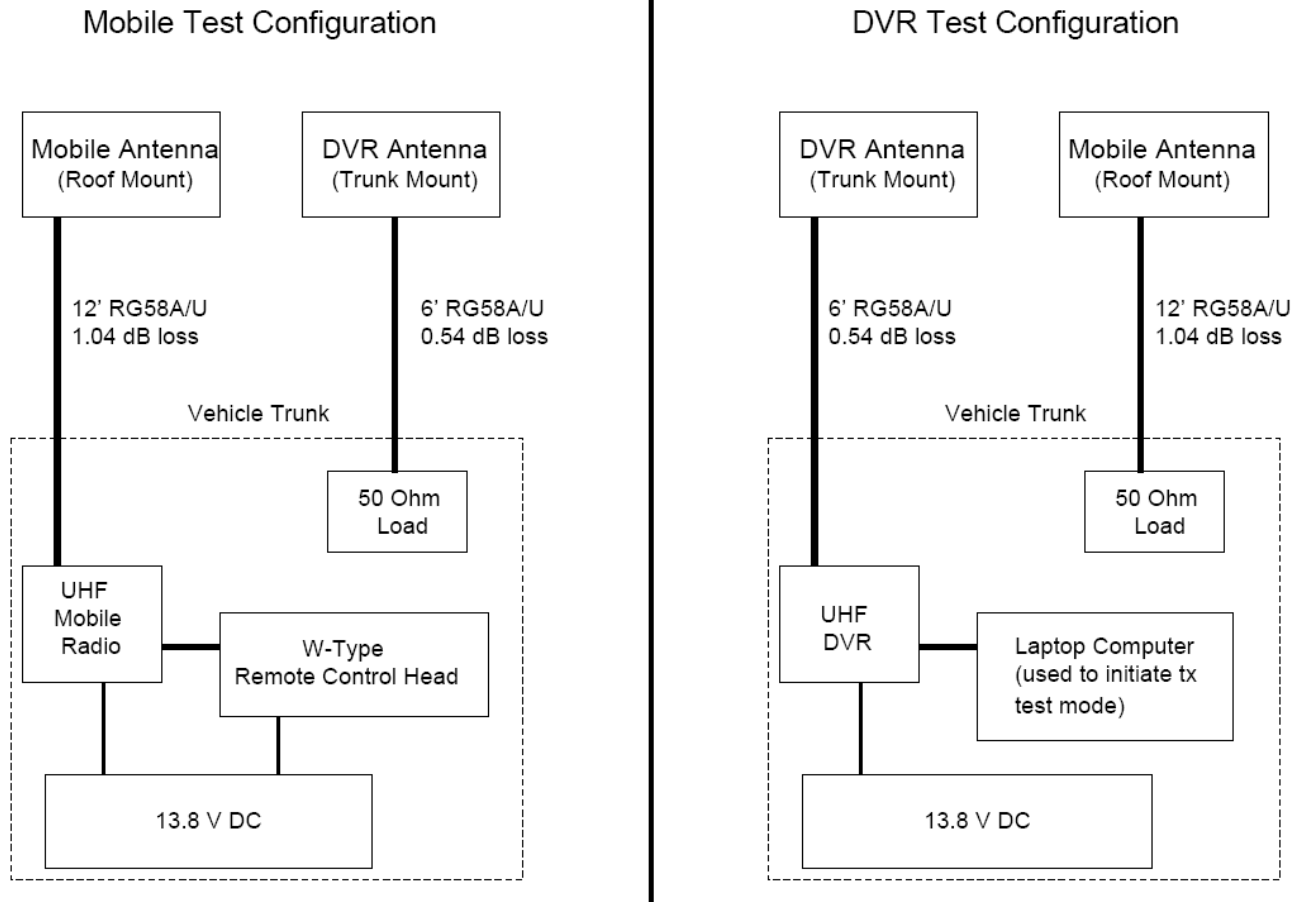 Mobile Test Configuration
Mobile Antenna
(Roof Mount)
DVR Antenna
(Trunk Mount)
12' RG58A/U
1.04 dB loss
6' RG58A/U
0.54 dB loss
Vehicle Trunk
50 Ohm
Load
UHF
Mobile
Radio
W-Type
Remote Control Head
13.8 V DC
DVR Test Configuration
DVR Antenna
(Trunk Mount)
Mobile Antenna
(Roof Mount)
6' RG58A/U
0.54 dB loss
12' RG58A/U
1.04 dB loss
Vehicle Trunk
50 Ohm
Load
UHF
DVR
Laptop Computer
(used to initiate tx
test mode)
13.8 V DC